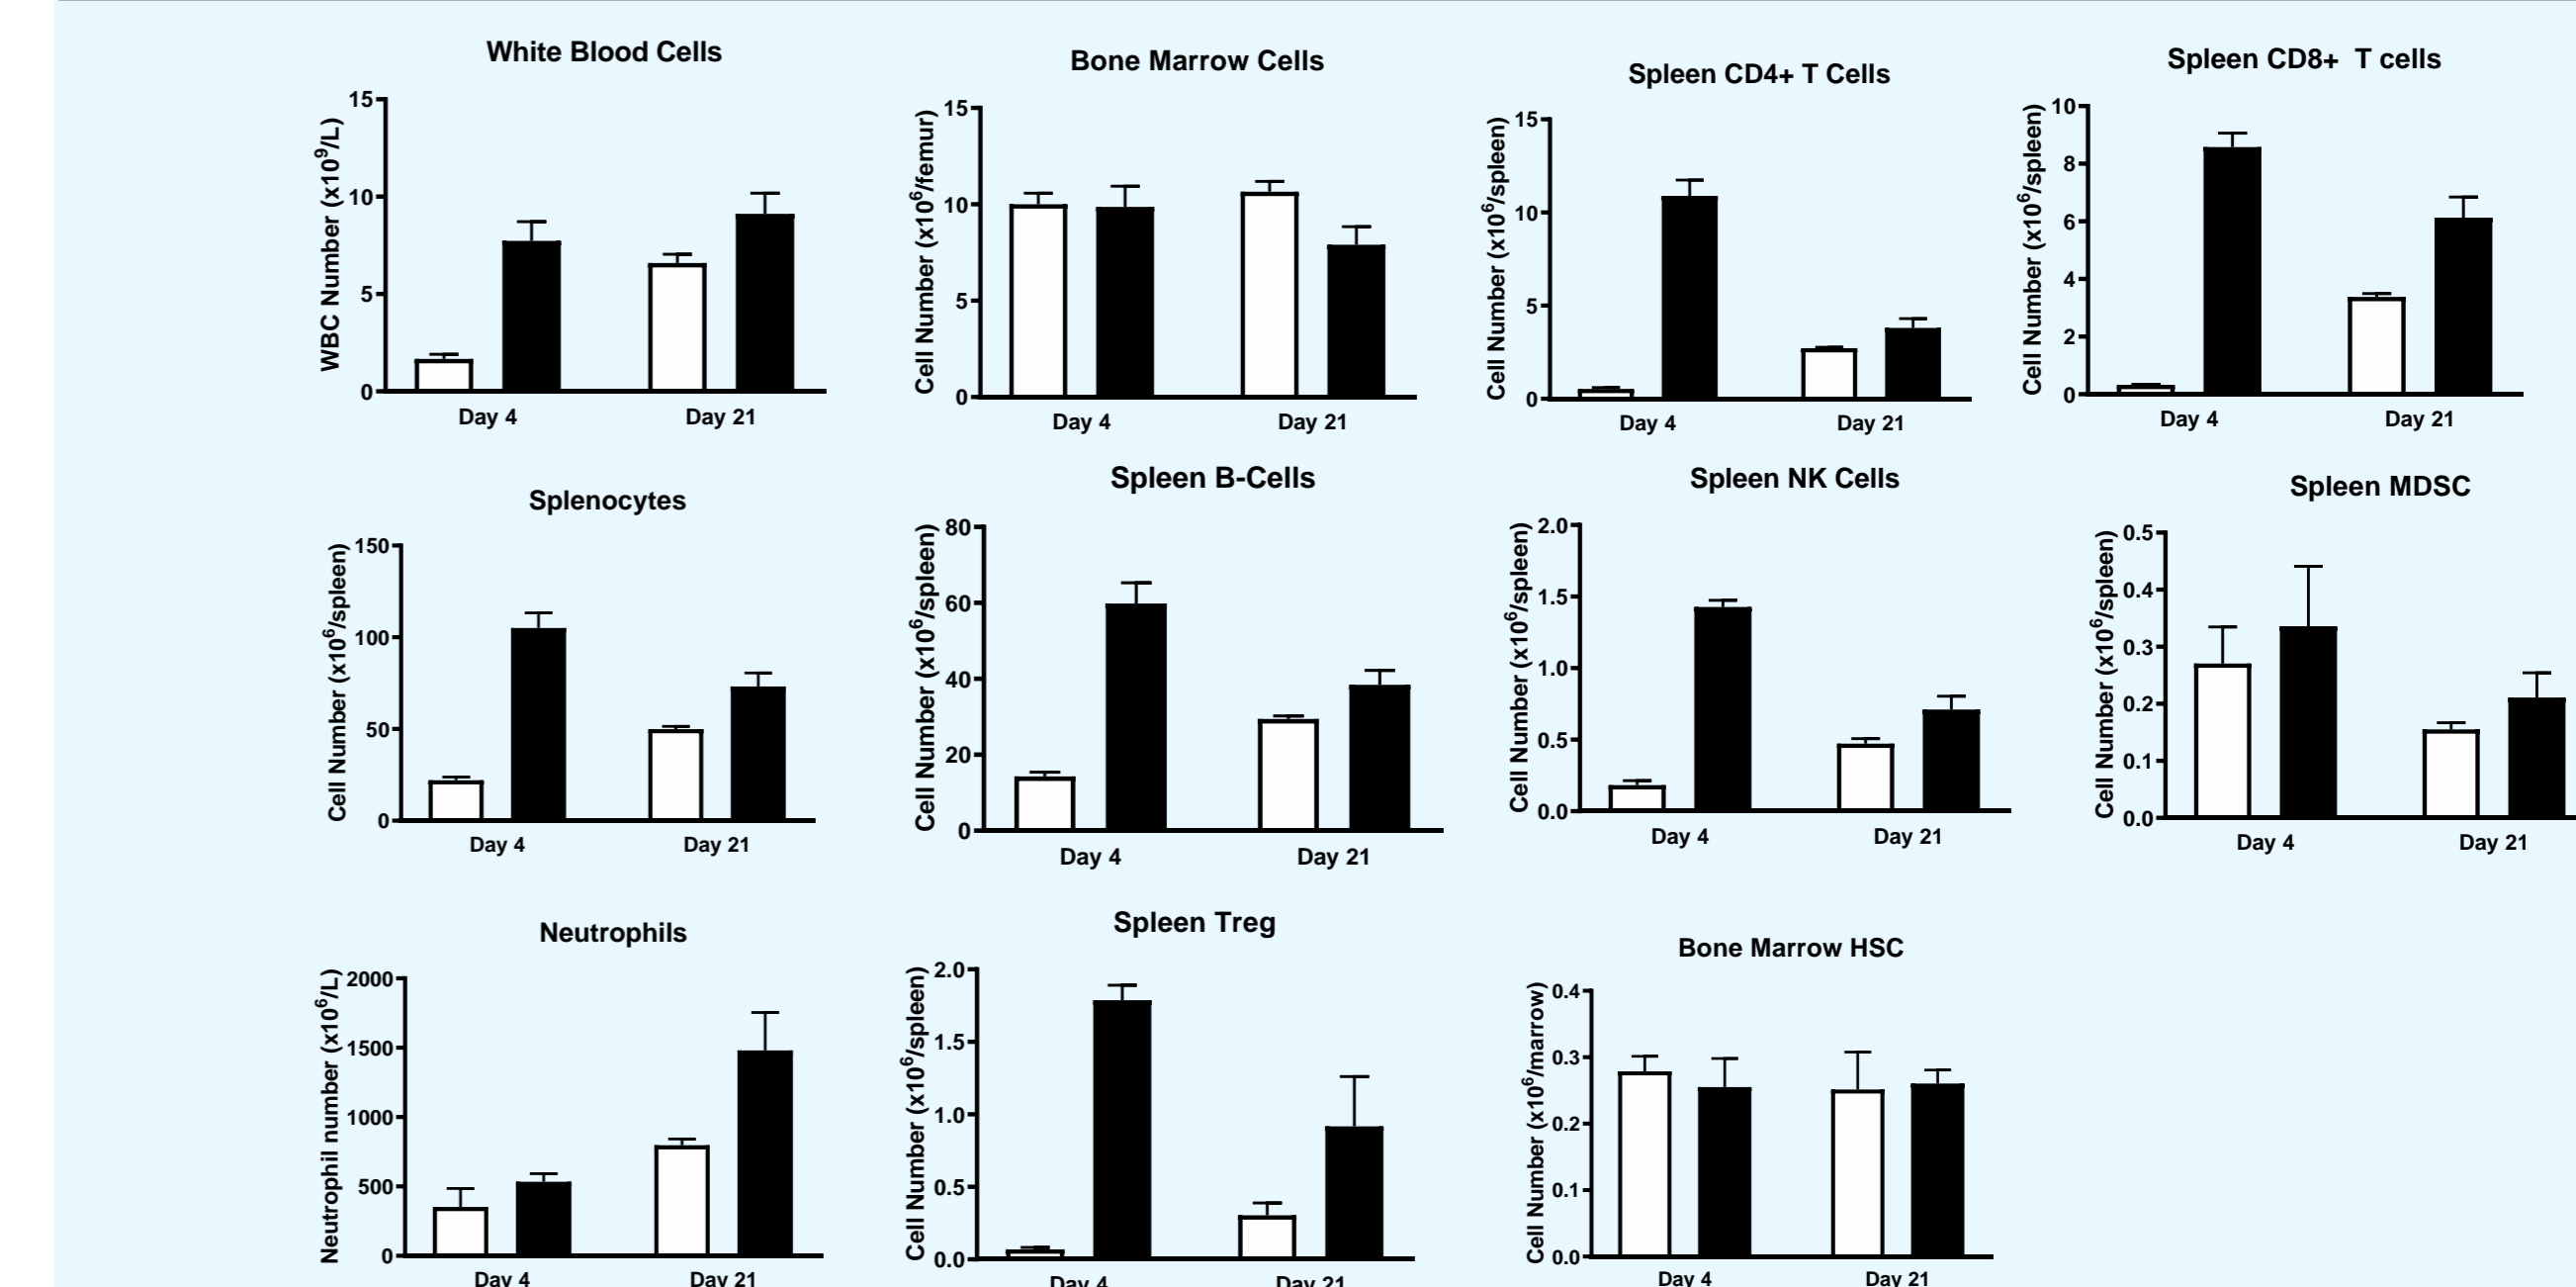 White Blood Cells
WBC Number (x10⁹/L)
15
10
5
0
Day 4 Day 21
Bone Marrow Cells
Cell Number (x10⁶/femur)
15
10
5
0
Day 4 Day 21
Spleen CD4+ T Cells
Cell Number (x10⁶/spleen)
15
10
5
0
Day 4 Day 21
Spleen CD8+ T cells
Cell Number (x10⁶/spleen)
10
8
6
4
2
0
Day 4 Day 21
Splenocytes
Cell Number (x10⁶/spleen)
150
100
50
0
Day 4 Day 21
Spleen B-Cells
Cell Number (x10⁶/spleen)
80
60
40
20
0
Day 4 Day 21
Spleen NK Cells
Cell Number (x10⁶/spleen)
2.0
1.5
1.0
0.5
0.0
Day 4 Day 21
Spleen MDSC
Cell Number (x10⁶/spleen)
0.5
0.4
0.3
0.2
0.1
0.0
Day 4 Day 21
Neutrophils
Neutrophil number (x10⁶/L)
2000
1500
1000
500
0
Day 4 Day 21
Spleen Treg
Cell Number (x10⁶/spleen)
2.0
1.5
1.0
0.5
0.0
Day 4 Day 21
Bone Marrow HSC
Cell Number (x10⁶/marrow)
0.4
0.3
0.2
0.1
0.0
Day 4 Day 21